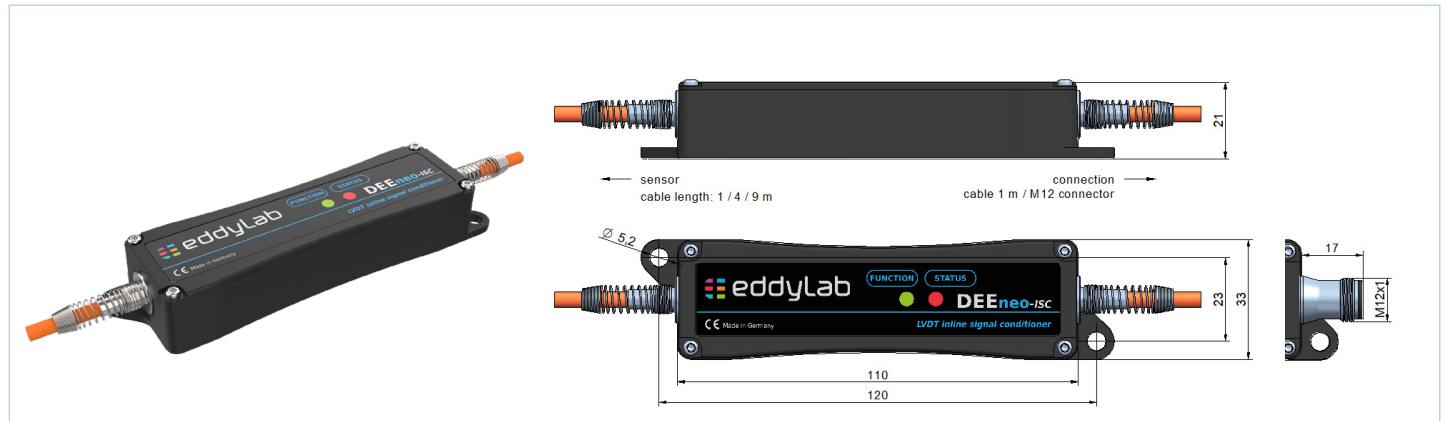 FUNCTION
STATUS
DEEneo-ISC
eddyLab
LVDT inline signal conditioner
CE Made in Germany
21
sensor
cable length: 1 / 4 / 9 m
connection
cable 1 m / M12 connector
Ø 5,2
FUNCTION
STATUS
eddyLab
DEEneo-ISC
CE Made in Germany
LVDT inline signal conditioner
23
33
110
120
17
M12x1